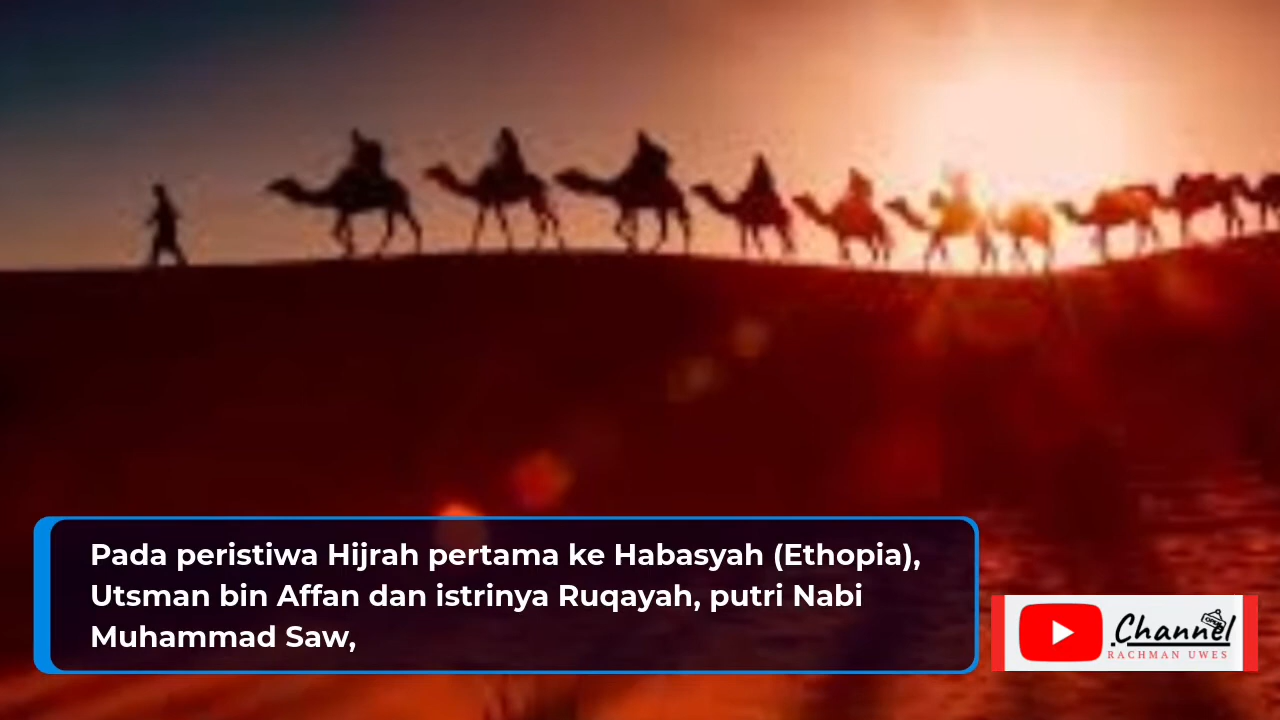 Pada peristiwa Hijrah pertama ke Habasyah (Ethopia),
Utsman bin Affan dan istrinya Ruqayah, putri Nabi
Muhammad Saw,
OPEN
Channel
RACHMAN UWES